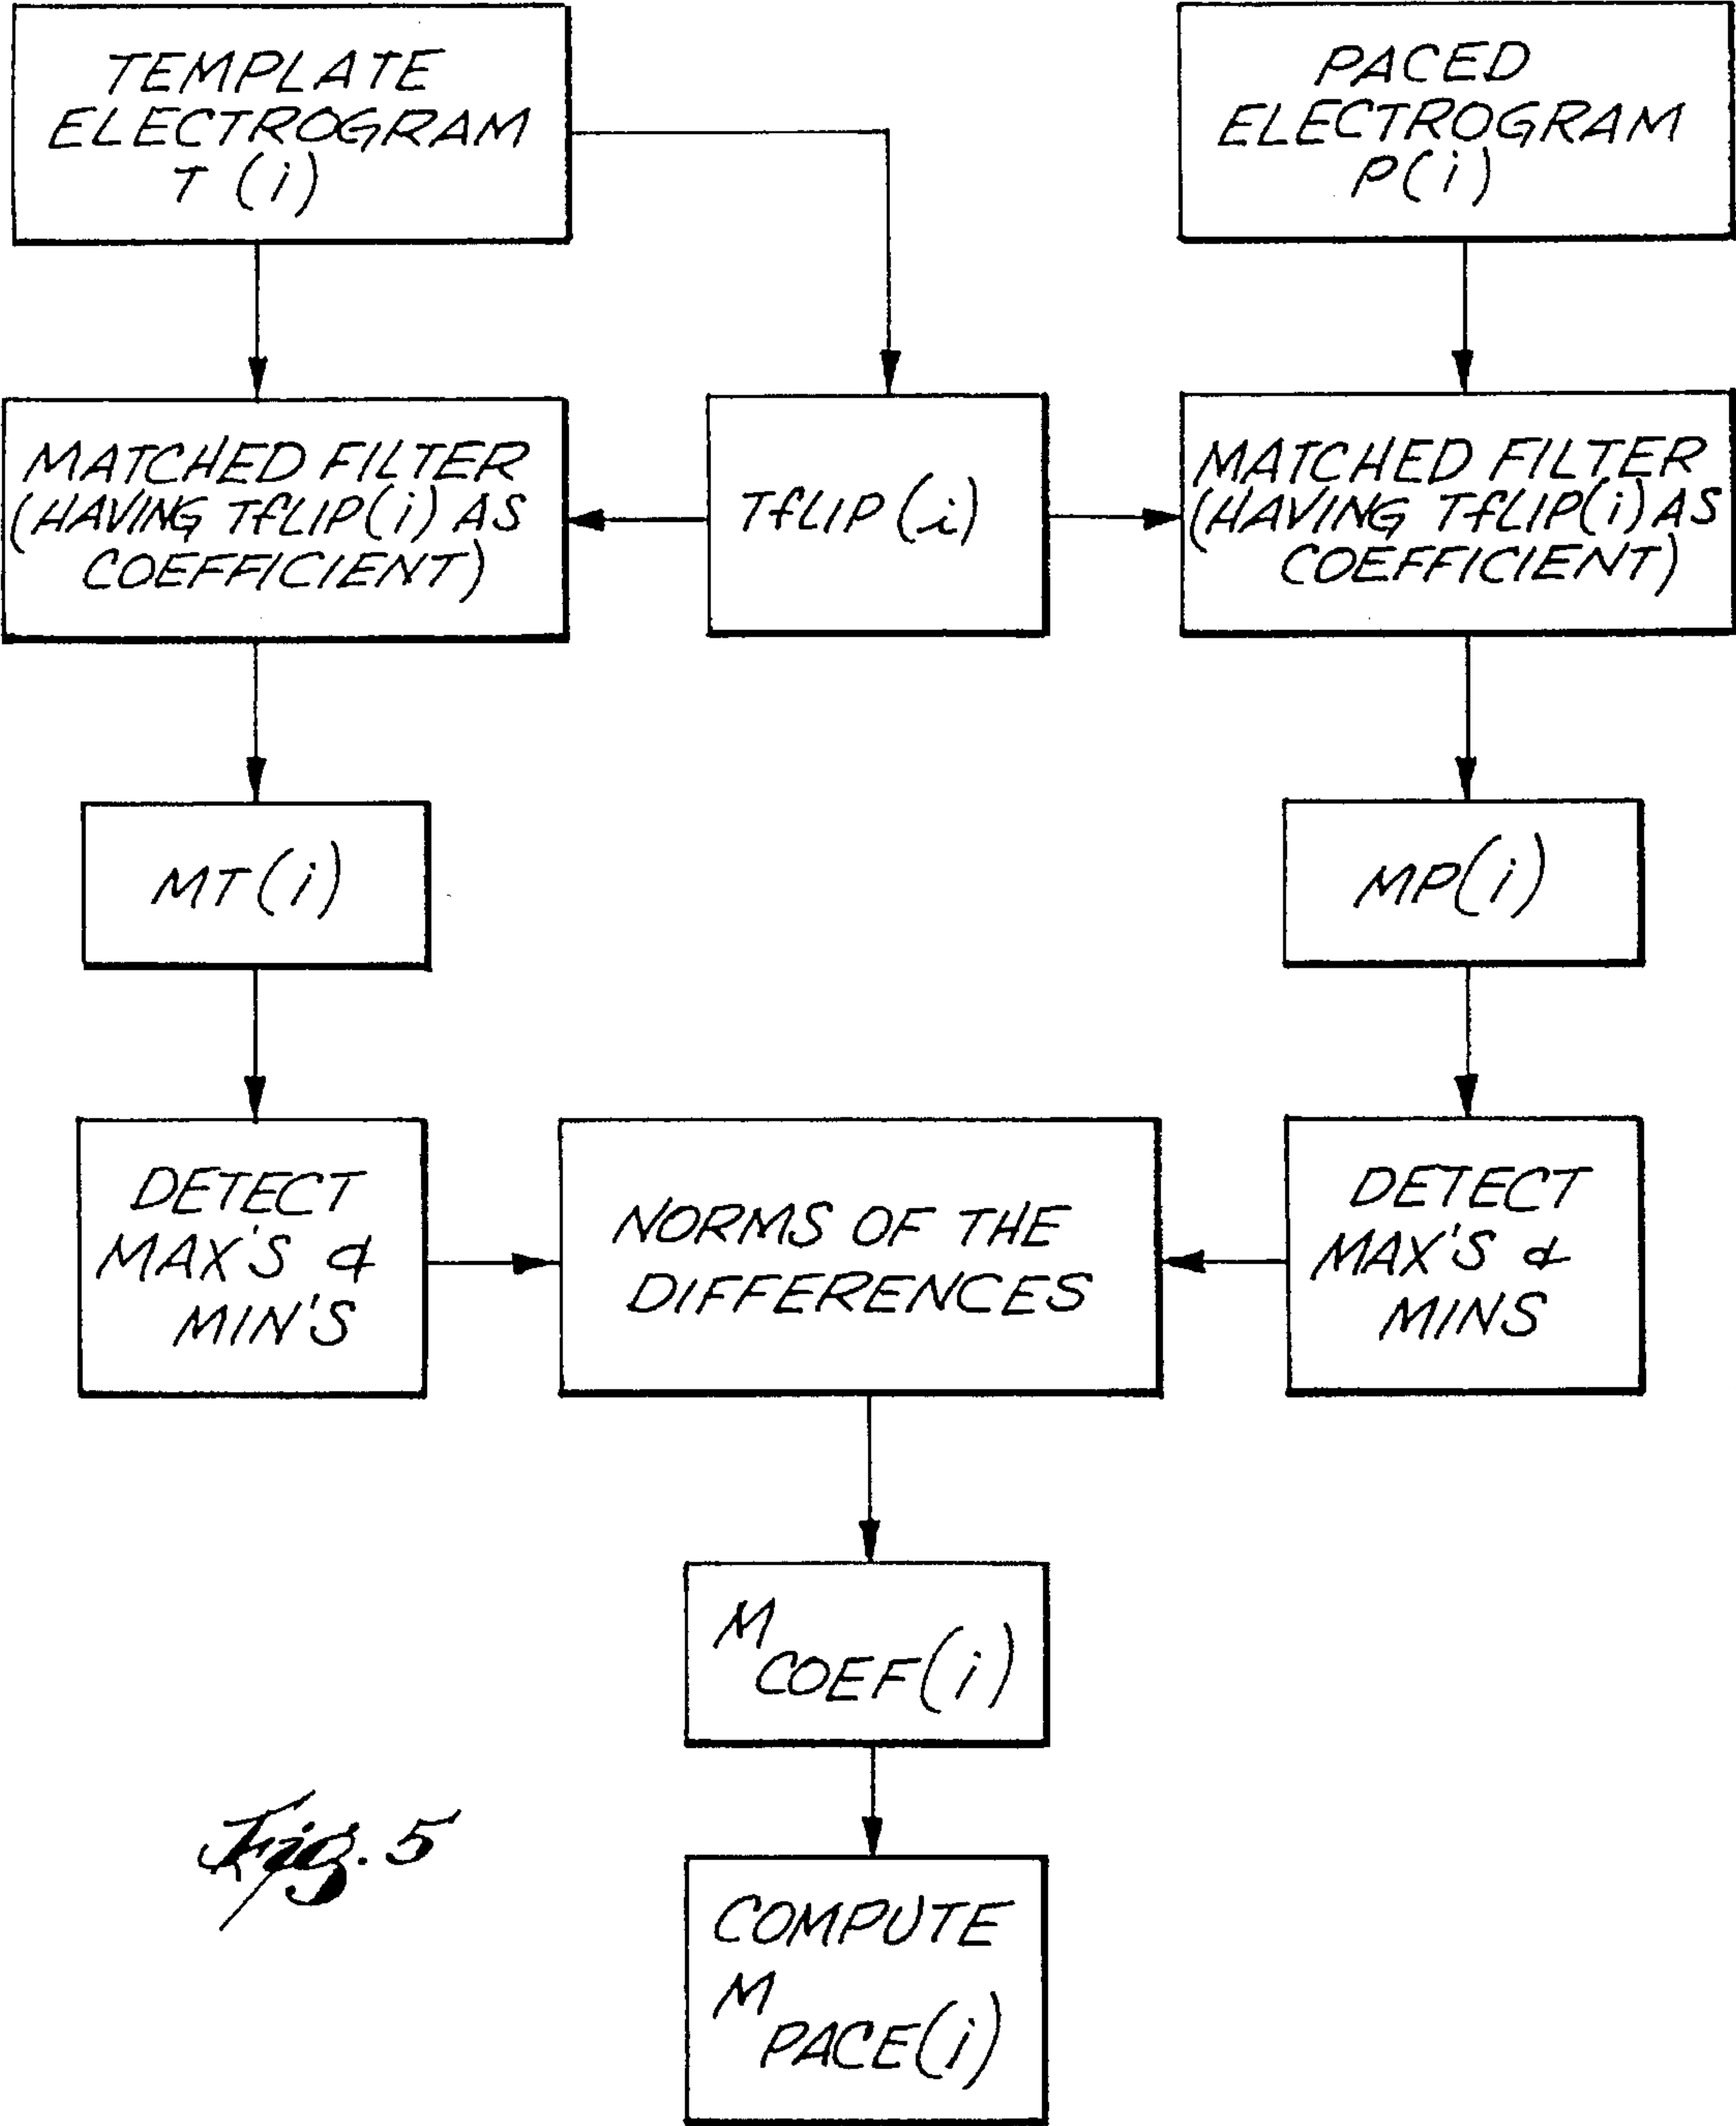 TEMPLATE
ELECTROGRAM
T (i)
PACED
ELECTROGRAM
P(i)
MATCHED FILTER
(HAVING TfLIP(i) AS
COEFFICIENT)
TfLIP(i)
MATCHED FILTER
(HAVING TfLIP(i) AS
COEFFICIENT)
MT(i)
MP(i)
DETECT
MAX'S &
MIN'S
NORMS OF THE
DIFFERENCES
DETECT
MAX'S &
MINS
M
COEF(i)
COMPUTE
M
PACE(i)
Fig. 5